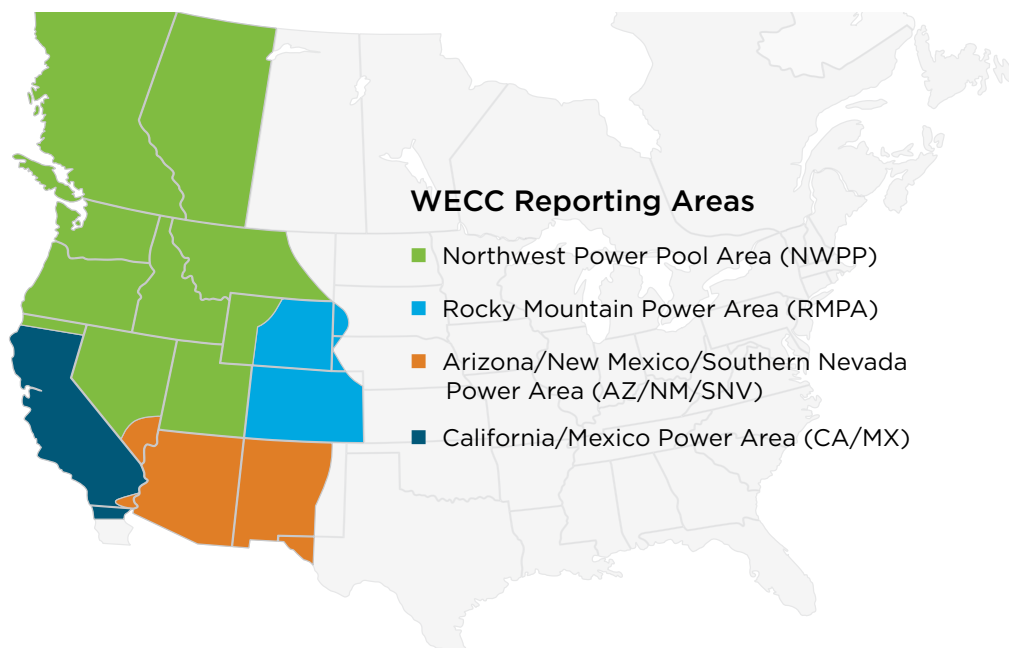 WECC Reporting Areas
Northwest Power Pool Area (NWPP)
Rocky Mountain Power Area (RMPA)
Arizona/New Mexico/Southern Nevada
Power Area (AZ/NM/SNV)
California/Mexico Power Area (CA/MX)